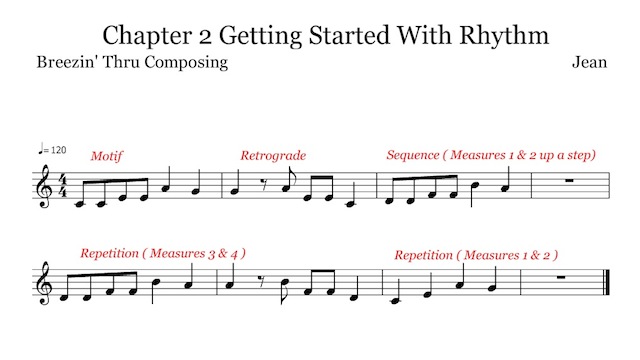 Chapter 2 Getting Started With Rhythm
Breezin' Thru Composing Jean
♩= 120
Motif Retrograde Sequence ( Measures 1 & 2 up a step)
4
4
Repetition ( Measures 3 & 4 ) Repetition ( Measures 1 & 2 )